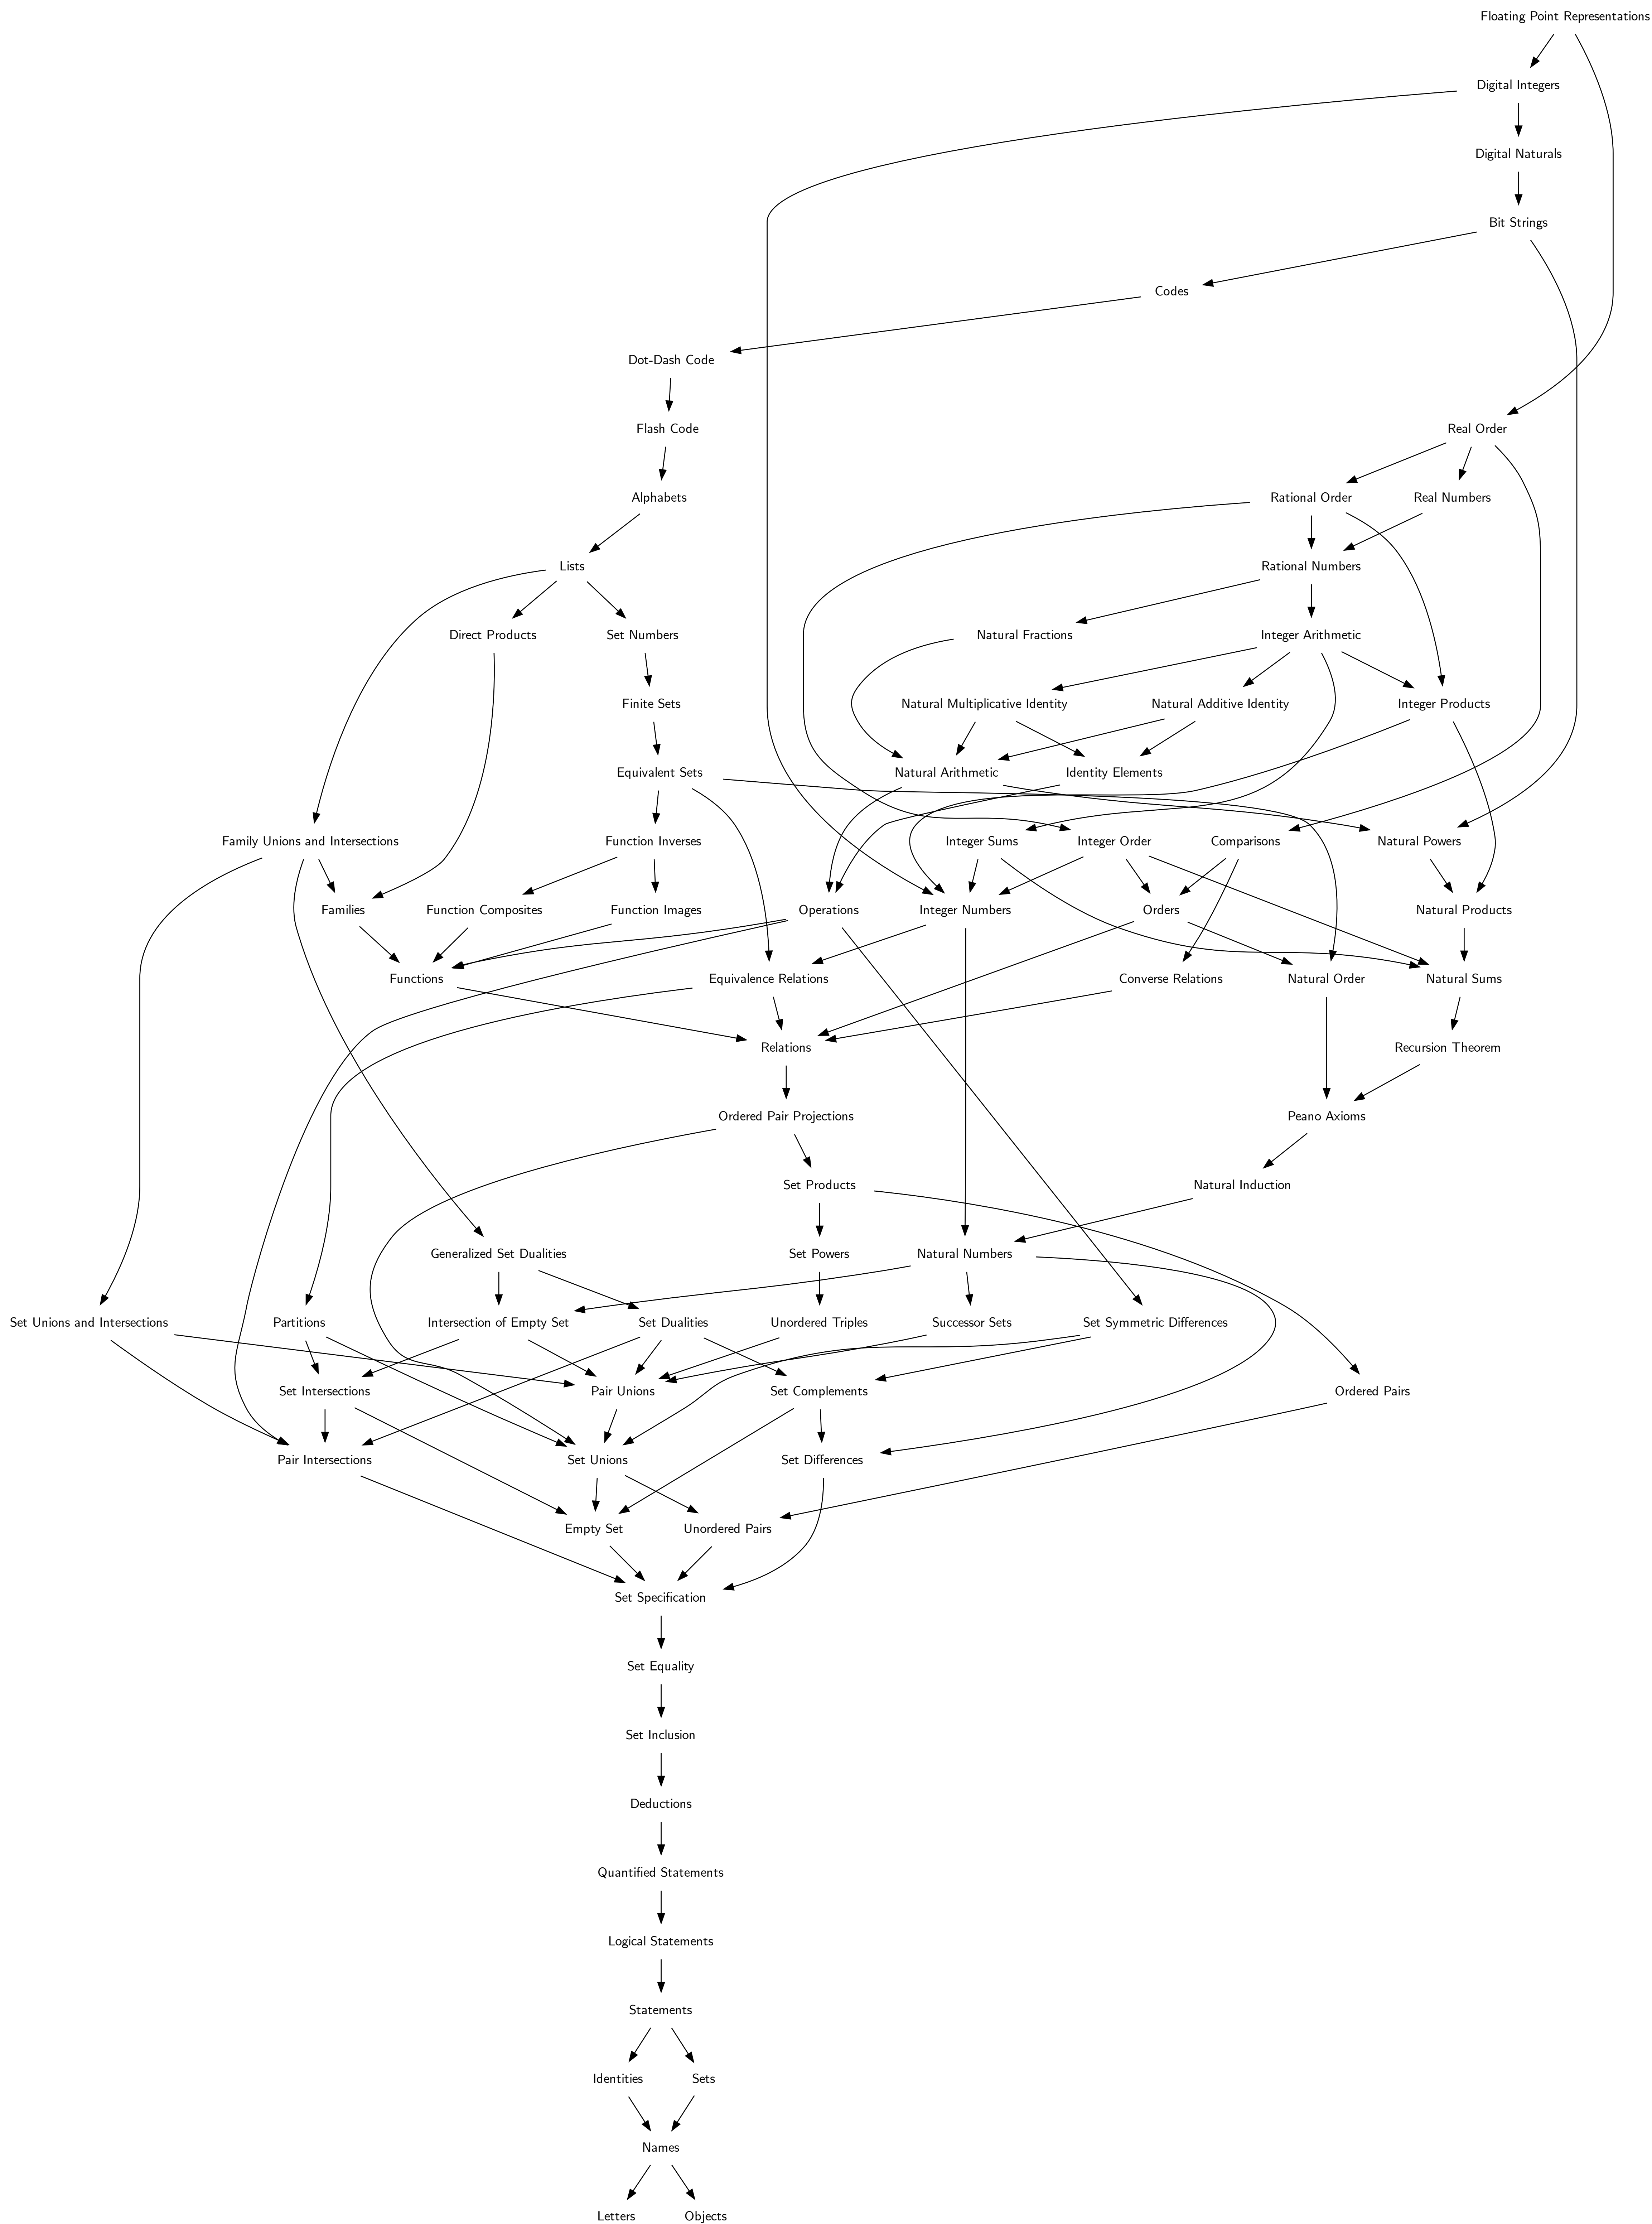 Floating Point Representations
Digital Integers
Digital Naturals
Bit Strings
Codes
Dot-Dash Code
Flash Code
Real Order
Alphabets
Rational Order
Real Numbers
Lists
Rational Numbers
Direct Products
Set Numbers
Natural Fractions
Integer Arithmetic
Finite Sets
Natural Multiplicative Identity
Natural Additive Identity
Integer Products
Equivalent Sets
Natural Arithmetic
Identity Elements
Family Unions and Intersections
Function Inverses
Integer Sums
Integer Order
Comparisons
Natural Powers
Families
Function Composites
Function Images
Operations
Integer Numbers
Orders
Natural Products
Functions
Equivalence Relations
Converse Relations
Natural Order
Natural Sums
Relations
Recursion Theorem
Ordered Pair Projections
Peano Axioms
Set Products
Natural Induction
Generalized Set Dualities
Set Powers
Natural Numbers
Set Unions and Intersections
Partitions
Intersection of Empty Set
Set Dualities
Unordered Triples
Successor Sets
Set Symmetric Differences
Set Intersections
Pair Unions
Set Complements
Ordered Pairs
Pair Intersections
Set Unions
Set Differences
Empty Set
Unordered Pairs
Set Specification
Set Equality
Set Inclusion
Deductions
Quantified Statements
Logical Statements
Statements
Identities
Sets
Names
Letters
Objects